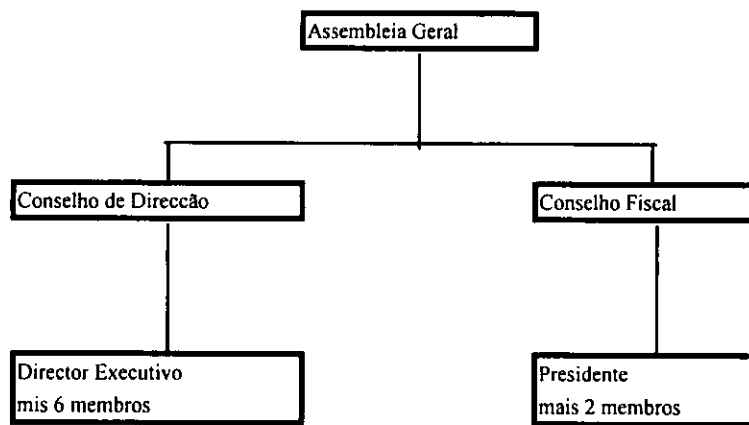 Assembleia Geral
Conselho de Direccão
Conselho Fiscal
Director Executivo
mis 6 membros
Presidente
mais 2 membros